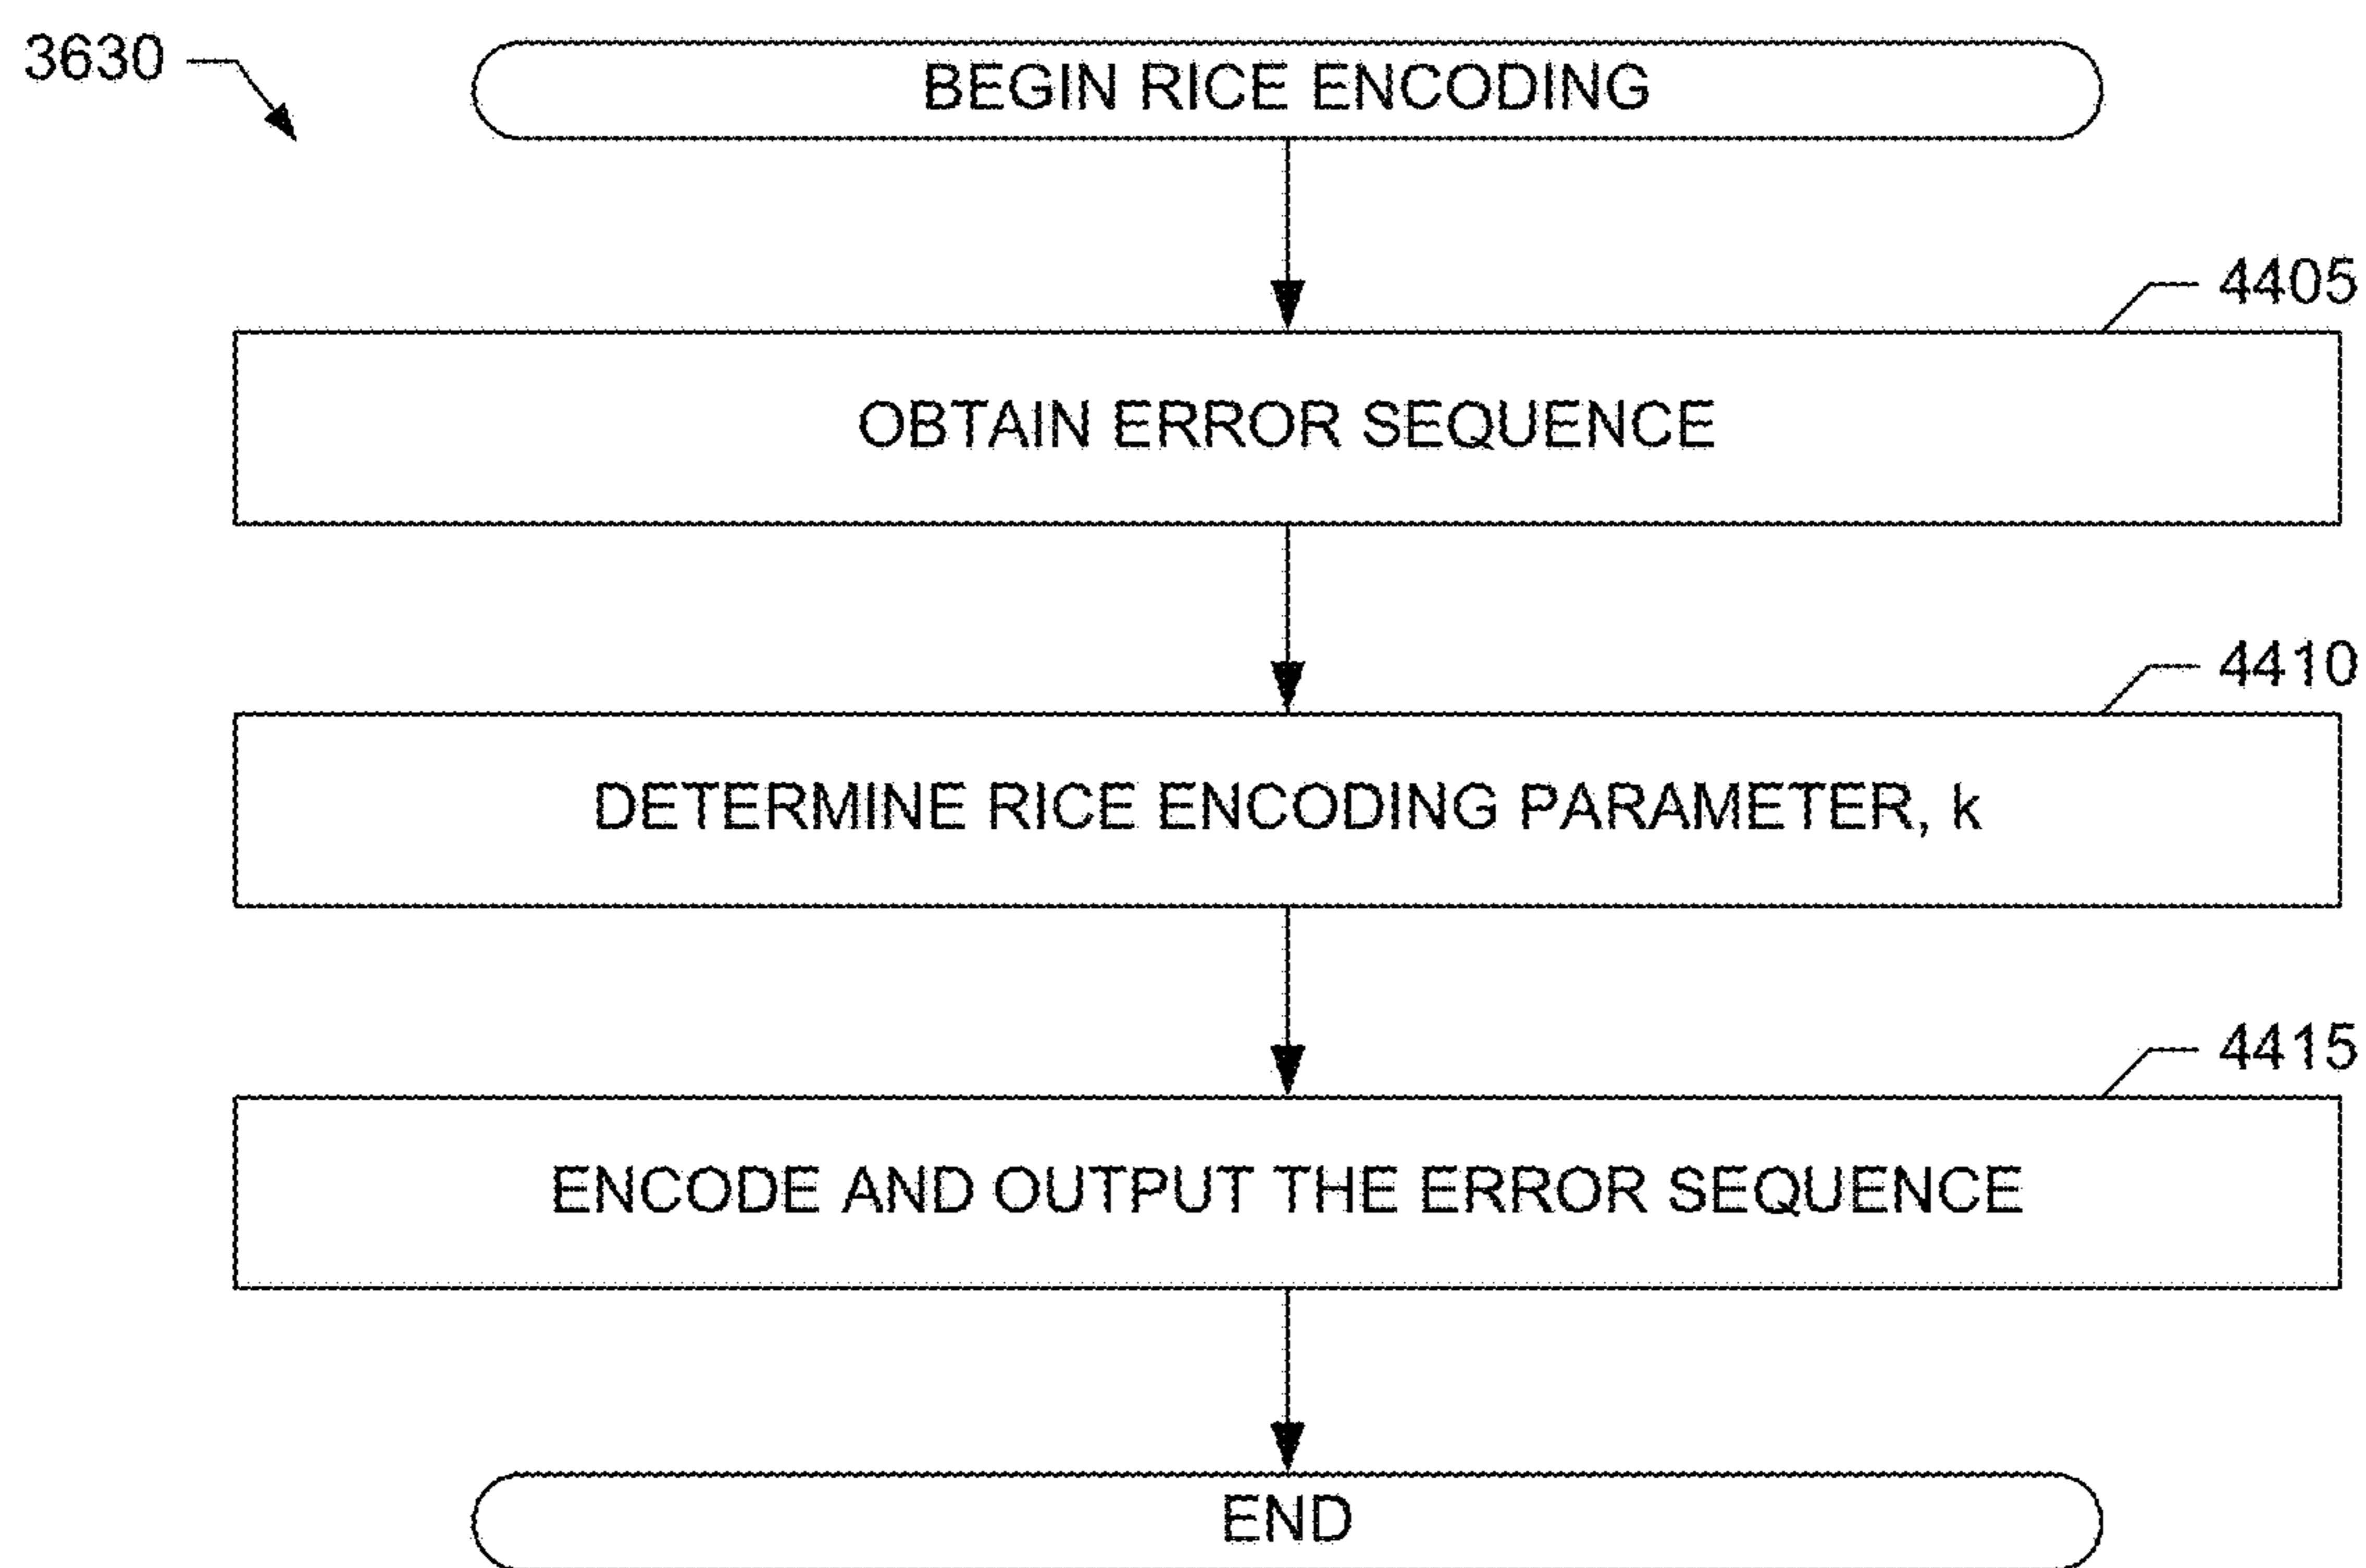 3630
BEGIN RICE ENCODING
4405
OBTAIN ERROR SEQUENCE
4410
DETERMINE RICE ENCODING PARAMETER, k
4415
ENCODE AND OUTPUT THE ERROR SEQUENCE
END